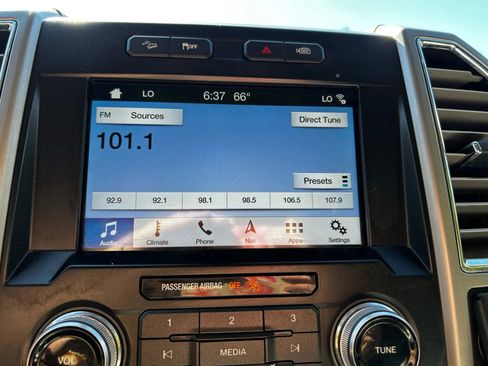 OFF
LO 6:37 66° LO
FM Sources Direct Tune
101.1
Presets
92.9 92.1 98.1 98.5 106.5 107.9
Audio Climate Phone Nav Apps Settings
PASSENGER AIRBAG OFF
1 2 3
VOL MEDIA TUNE